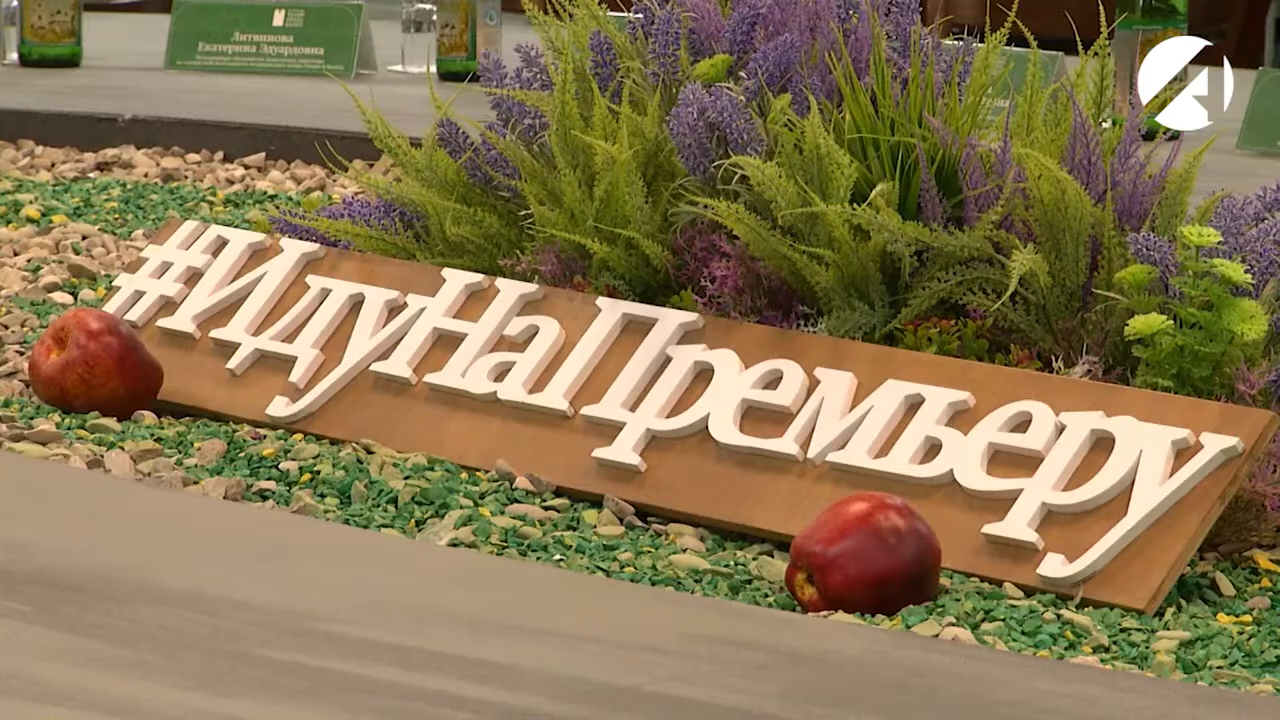 Литвинова
Екатерина Эдуардовна
#ИдуНаПремьеру